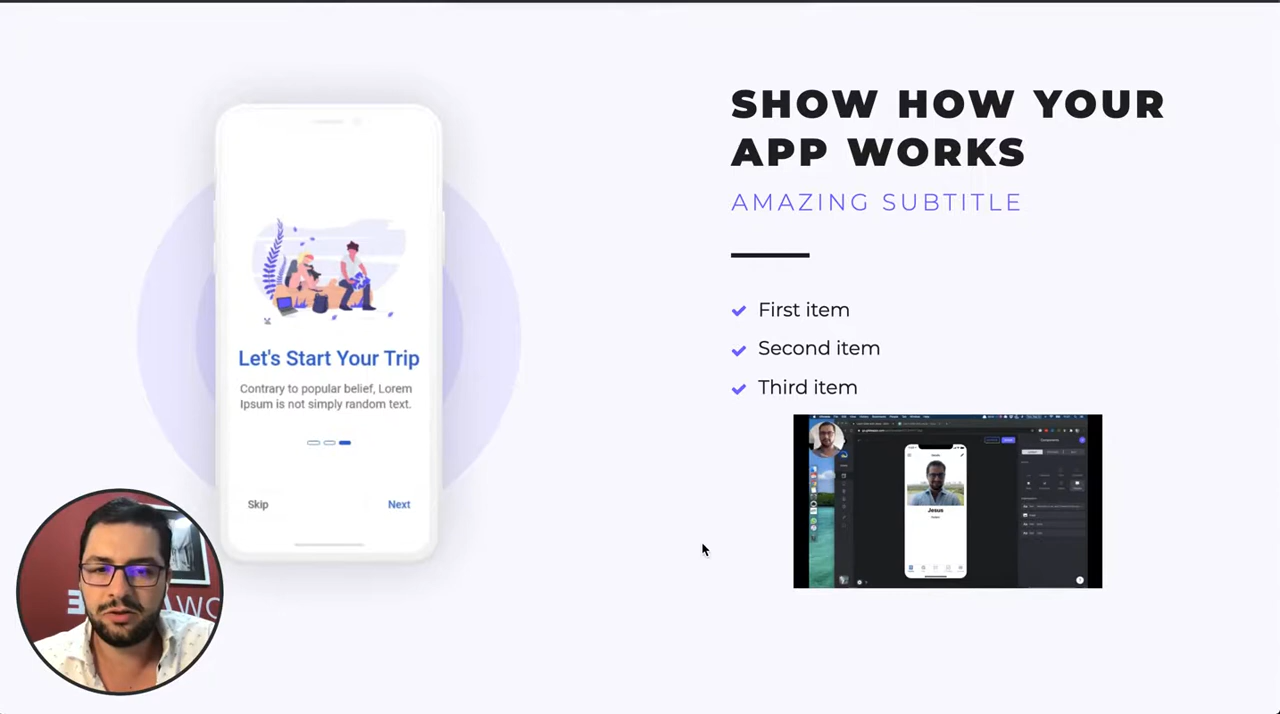 SHOW HOW YOUR
APP WORKS
AMAZING SUBTITLE
First item
Second item
Third item
Let's Start Your Trip
Contrary to popular belief, Lorem
Ipsum is not simply random text.
Skip
Next
Jesus
Components